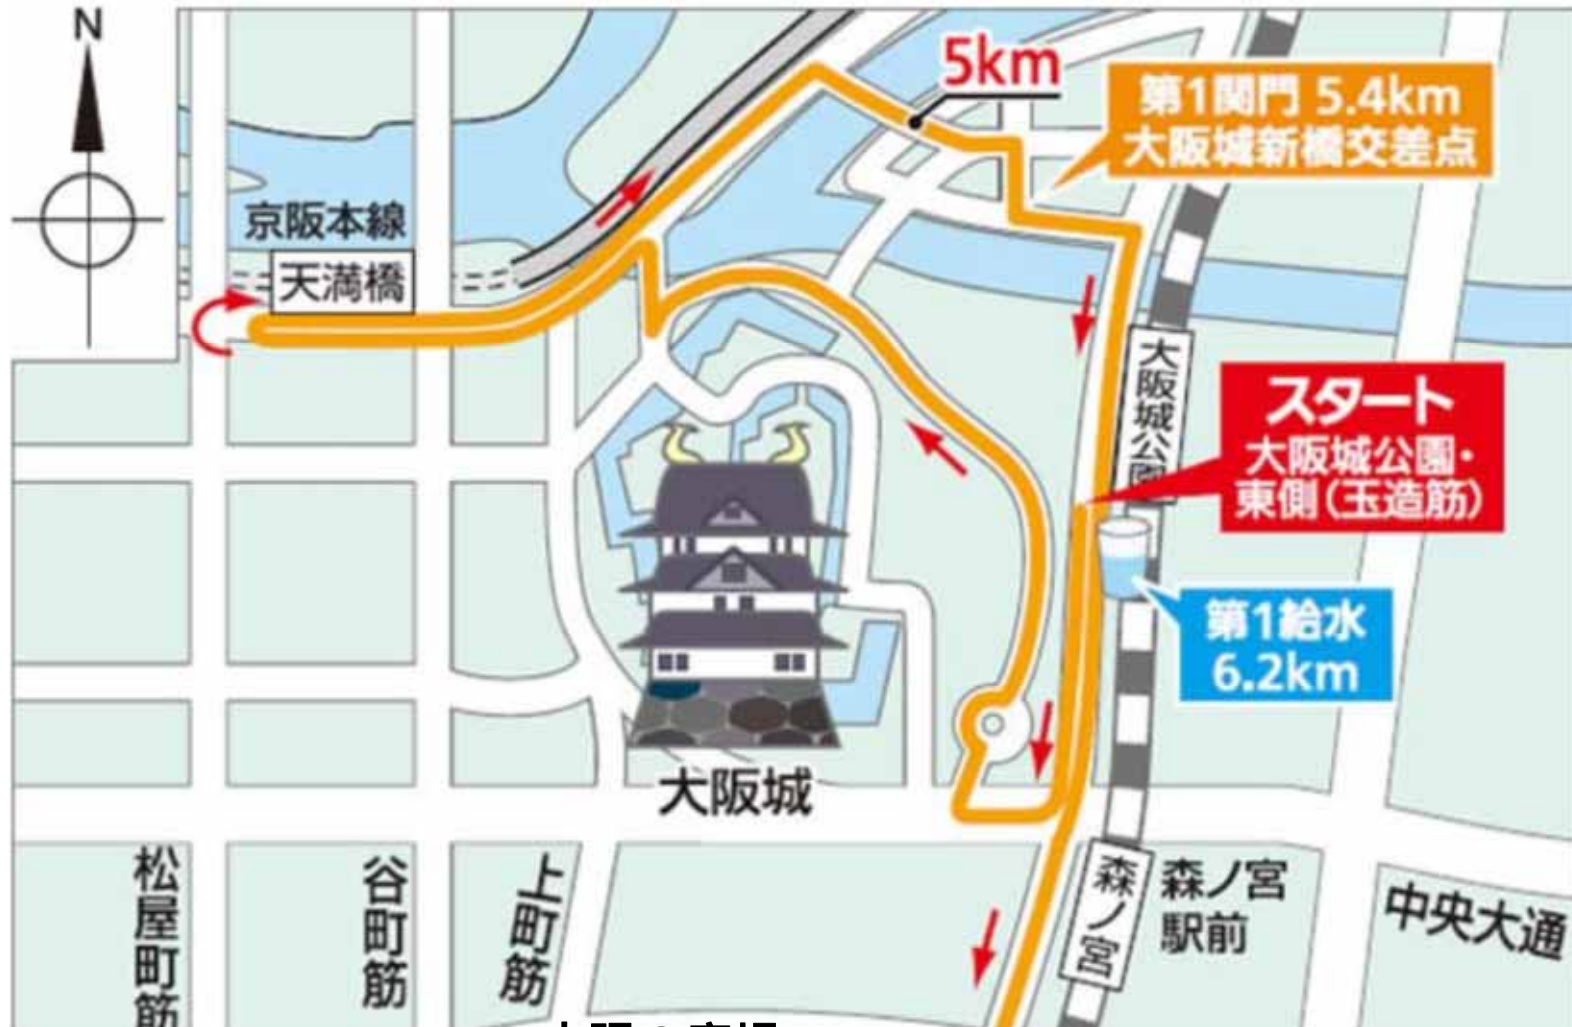 N
5km
第1関門 5.4km
大阪城新橋交差点
京阪本線
天満橋
大阪城公園
スタート
大阪城公園・
東側(玉造筋)
第1給水
6.2km
大阪城
松屋町筋
谷町筋
上町筋
森ノ宮
森ノ宮
駅前
中央大通